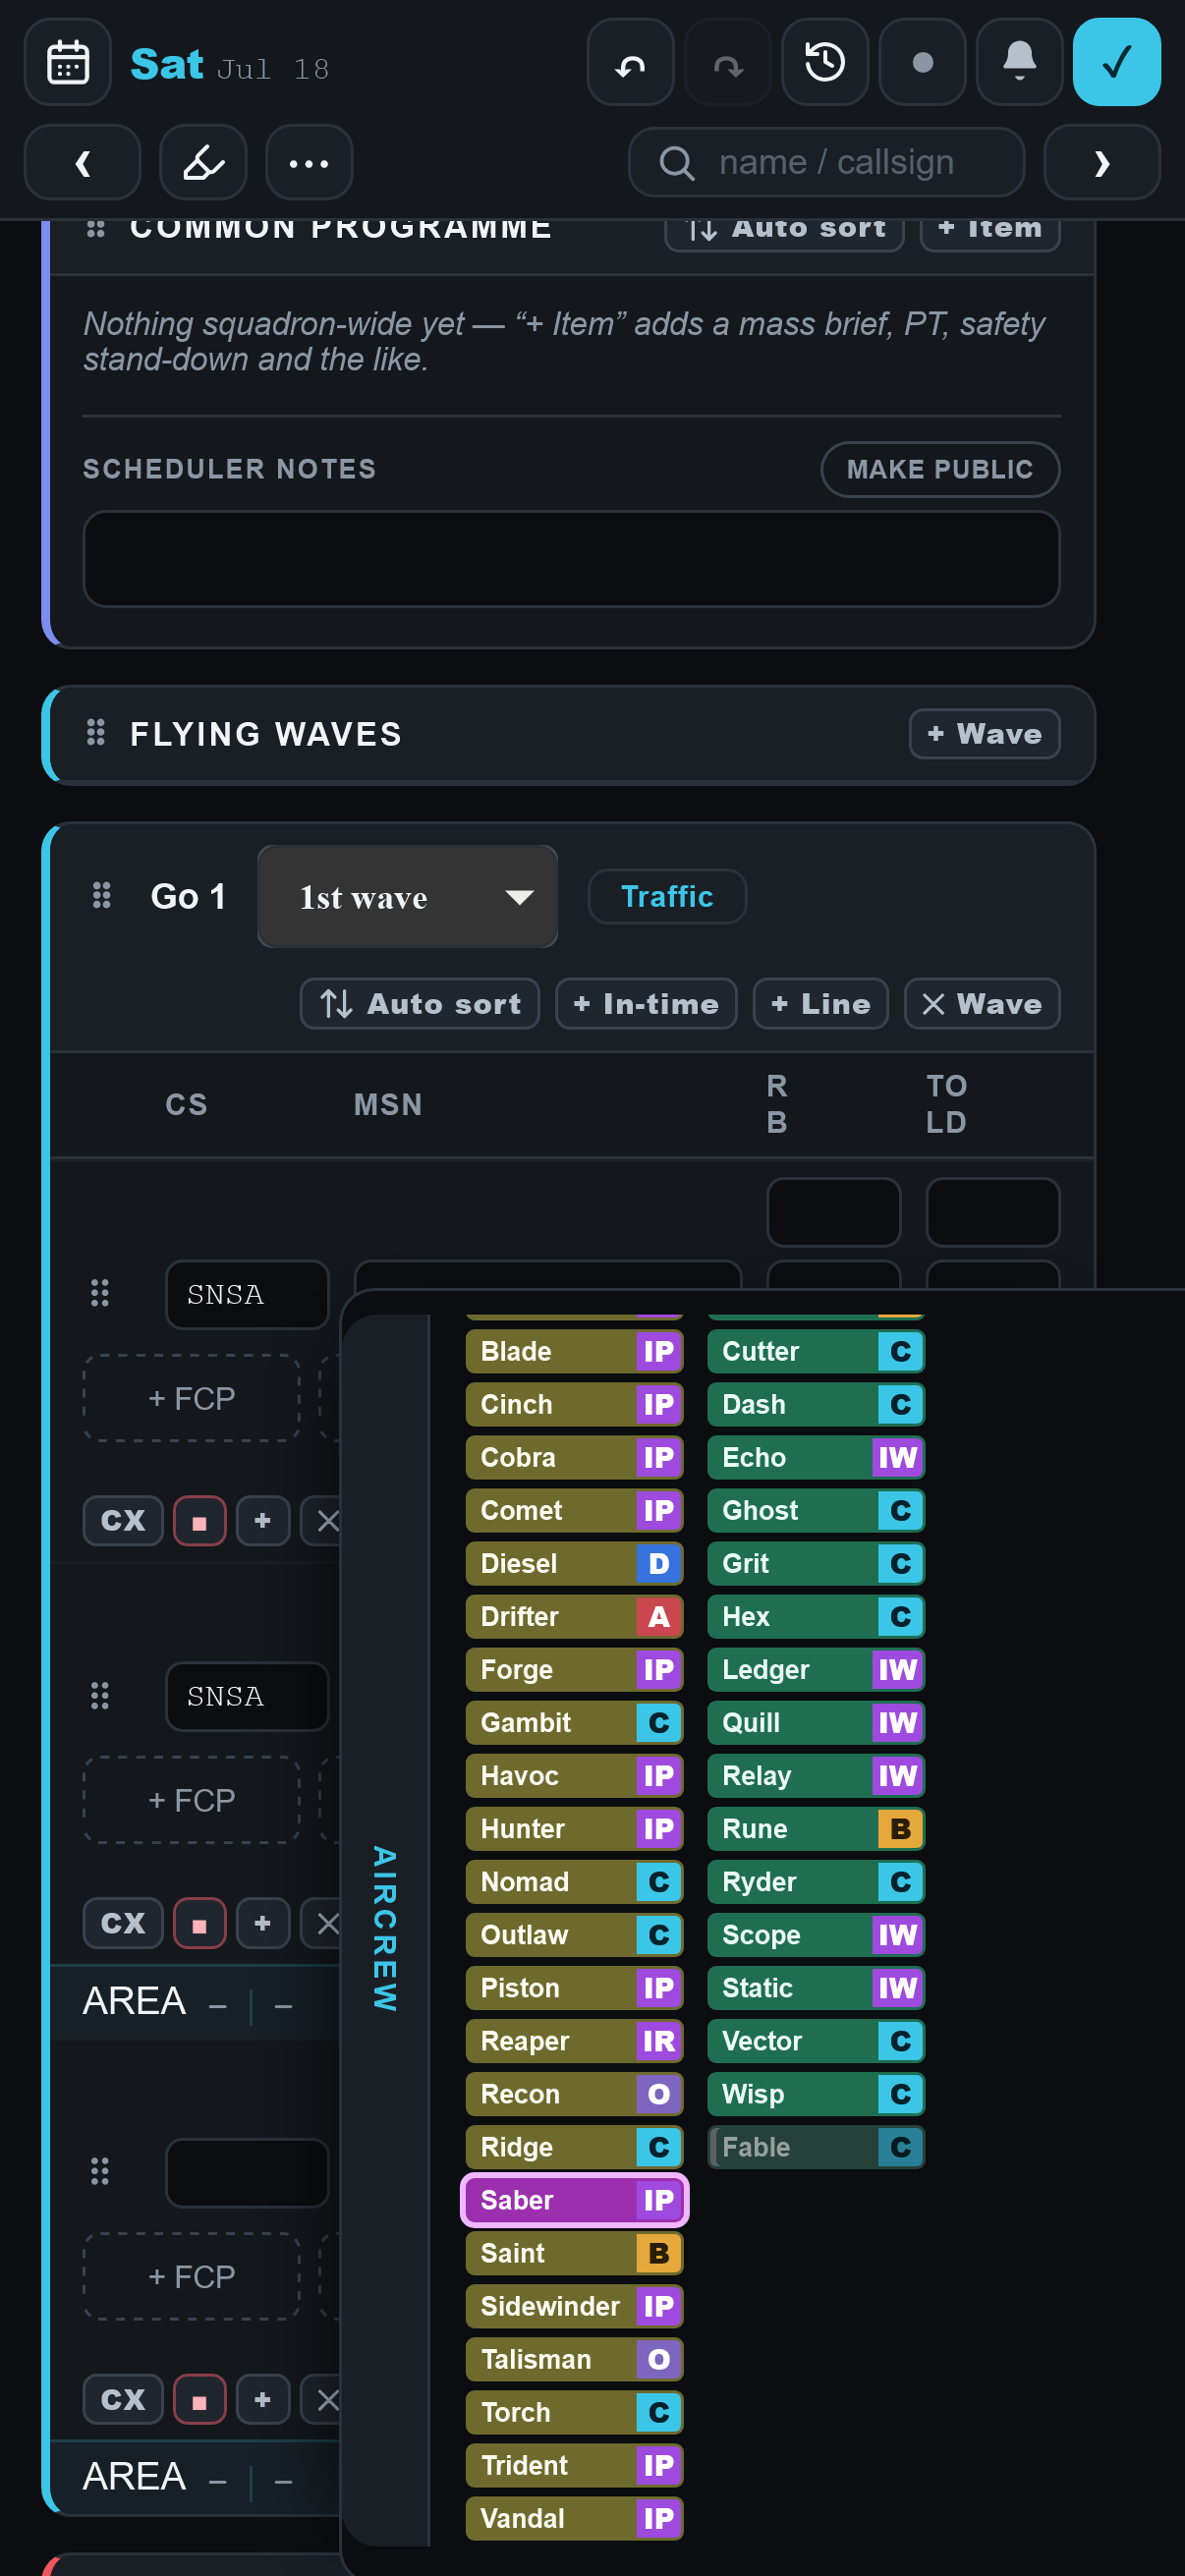 Sat Jul 18
name / callsign
COMMON PROGRAMME
Auto sort
+ Item
Nothing squadron-wide yet — “+ Item” adds a mass brief, PT, safety
stand-down and the like.
SCHEDULER NOTES
MAKE PUBLIC
FLYING WAVES
+ Wave
Go 1
1st wave
Traffic
Auto sort
+ In-time
+ Line
× Wave
CS
MSN
R
B
TO
LD
SNSA
+ FCP
CX
+
SNSA
+ FCP
CX
+
AREA – | –
+ FCP
CX
+
AREA – | –
AIRCREW
Blade IP
Cinch IP
Cobra IP
Comet IP
Diesel D
Drifter A
Forge IP
Gambit C
Havoc IP
Hunter IP
Nomad C
Outlaw C
Piston IP
Reaper IR
Recon O
Ridge C
Saber IP
Saint B
Sidewinder IP
Talisman O
Torch C
Trident IP
Vandal IP
Cutter C
Dash C
Echo IW
Ghost C
Grit C
Hex C
Ledger IW
Quill IW
Relay IW
Rune B
Ryder C
Scope IW
Static IW
Vector C
Wisp C
Fable C